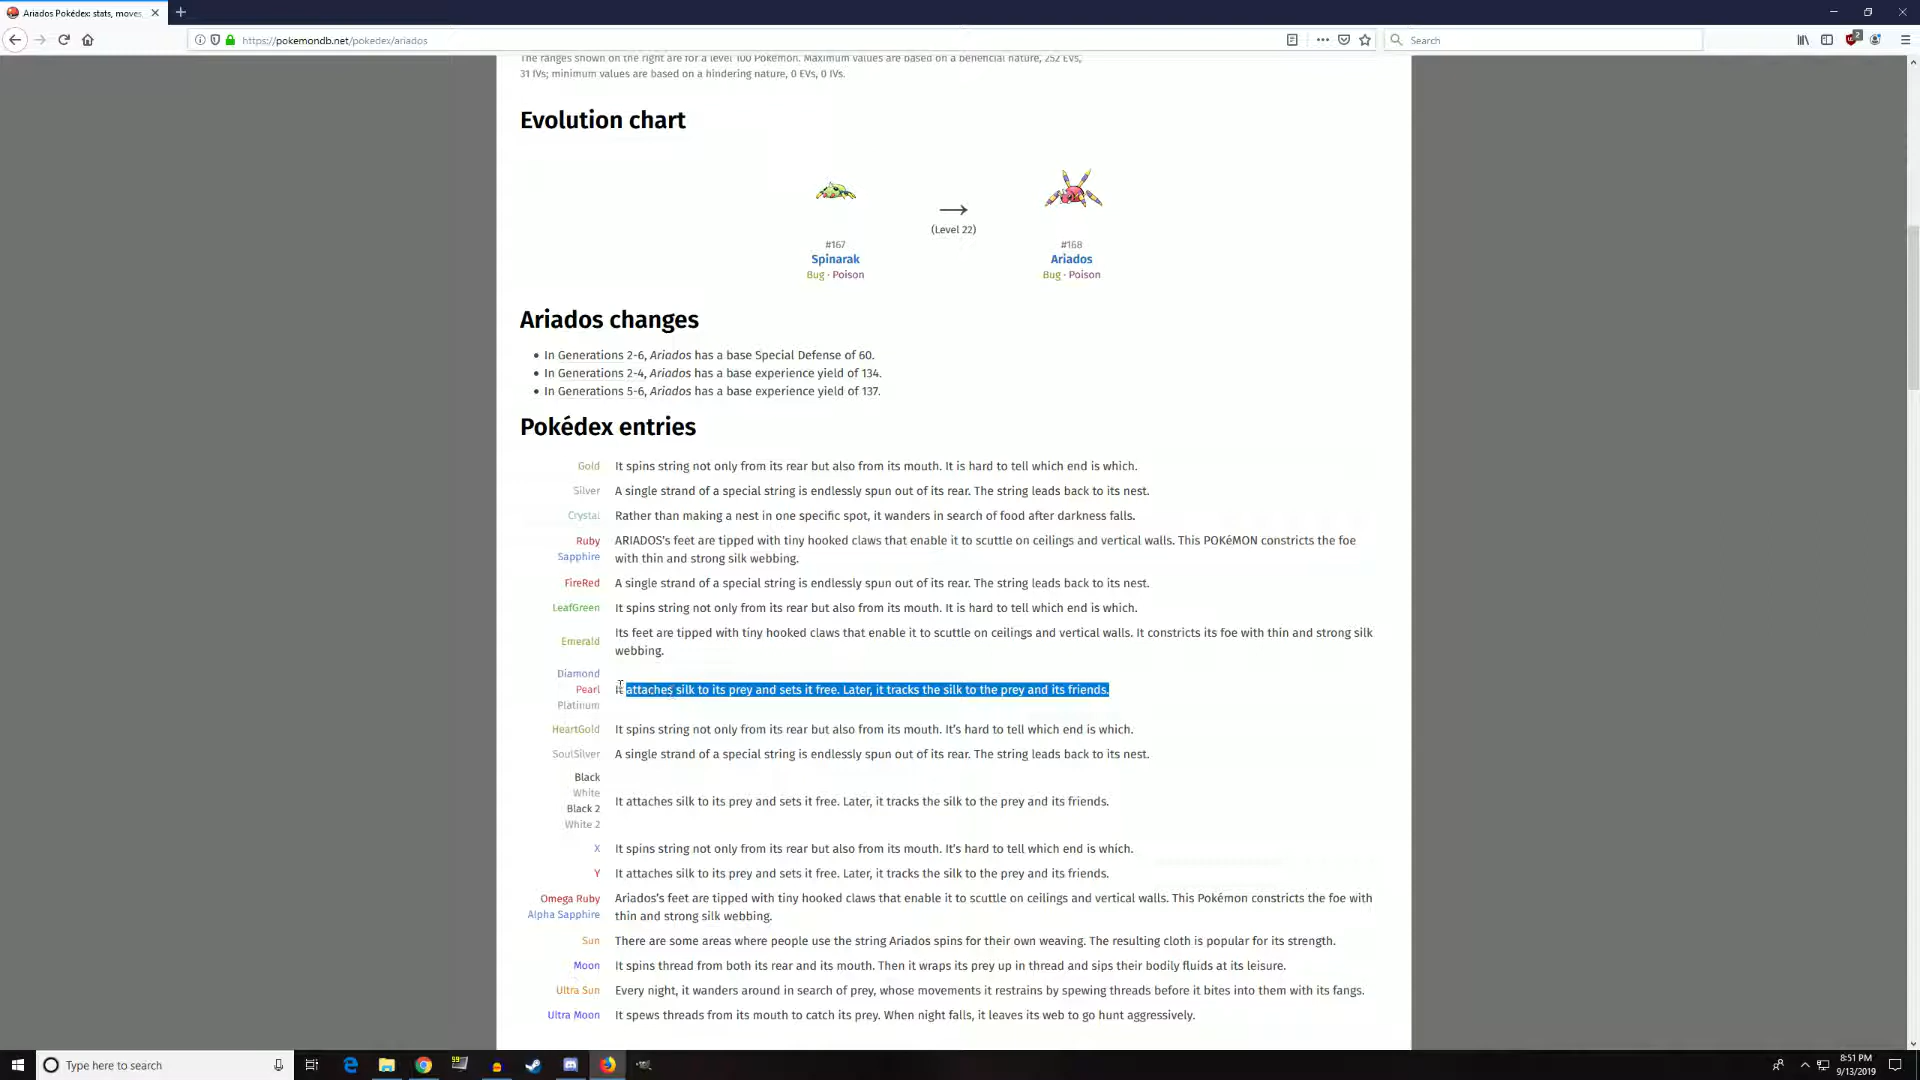 Ariados Pokédex: stats, moves,
https://pokemondb.net/pokedex/ariados
Search
2
The ranges shown on the right are for a level 100 Pokémon. Maximum values are based on a beneficial nature, 252 EVs,
31 IVs; minimum values are based on a hindering nature, 0 EVs, 0 IVs.
Evolution chart
(Level 22)
#167
Spinarak
Bug · Poison
#168
Ariados
Bug · Poison
Ariados changes
• In Generations 2-6, Ariados has a base Special Defense of 60.
• In Generations 2-4, Ariados has a base experience yield of 134.
• In Generations 5-6, Ariados has a base experience yield of 137.
Pokédex entries
Gold It spins string not only from its rear but also from its mouth. It is hard to tell which end is which.
Silver A single strand of a special string is endlessly spun out of its rear. The string leads back to its nest.
Crystal Rather than making a nest in one specific spot, it wanders in search of food after darkness falls.
Ruby ARIADOS's feet are tipped with tiny hooked claws that enable it to scuttle on ceilings and vertical walls. This POKéMON constricts the foe
Sapphire with thin and strong silk webbing.
FireRed A single strand of a special string is endlessly spun out of its rear. The string leads back to its nest.
LeafGreen It spins string not only from its rear but also from its mouth. It is hard to tell which end is which.
Emerald Its feet are tipped with tiny hooked claws that enable it to scuttle on ceilings and vertical walls. It constricts its foe with thin and strong silk
webbing.
Diamond
Pearl It attaches silk to its prey and sets it free. Later, it tracks the silk to the prey and its friends.
Platinum
HeartGold It spins string not only from its rear but also from its mouth. It's hard to tell which end is which.
SoulSilver A single strand of a special string is endlessly spun out of its rear. The string leads back to its nest.
Black
White
It attaches silk to its prey and sets it free. Later, it tracks the silk to the prey and its friends.
Black 2
White 2
X It spins string not only from its rear but also from its mouth. It's hard to tell which end is which.
Y It attaches silk to its prey and sets it free. Later, it tracks the silk to the prey and its friends.
Omega Ruby Ariados's feet are tipped with tiny hooked claws that enable it to scuttle on ceilings and vertical walls. This Pokémon constricts the foe with
Alpha Sapphire thin and strong silk webbing.
Sun There are some areas where people use the string Ariados spins for their own weaving. The resulting cloth is popular for its strength.
Moon It spins thread from both its rear and its mouth. Then it wraps its prey up in thread and sips their bodily fluids at its leisure.
Ultra Sun Every night, it wanders around in search of prey, whose movements it restrains by spewing threads before it bites into them with its fangs.
Ultra Moon It spews threads from its mouth to catch its prey. When night falls, it leaves its web to go hunt aggressively.
Type here to search
8:51 PM
9/13/2019